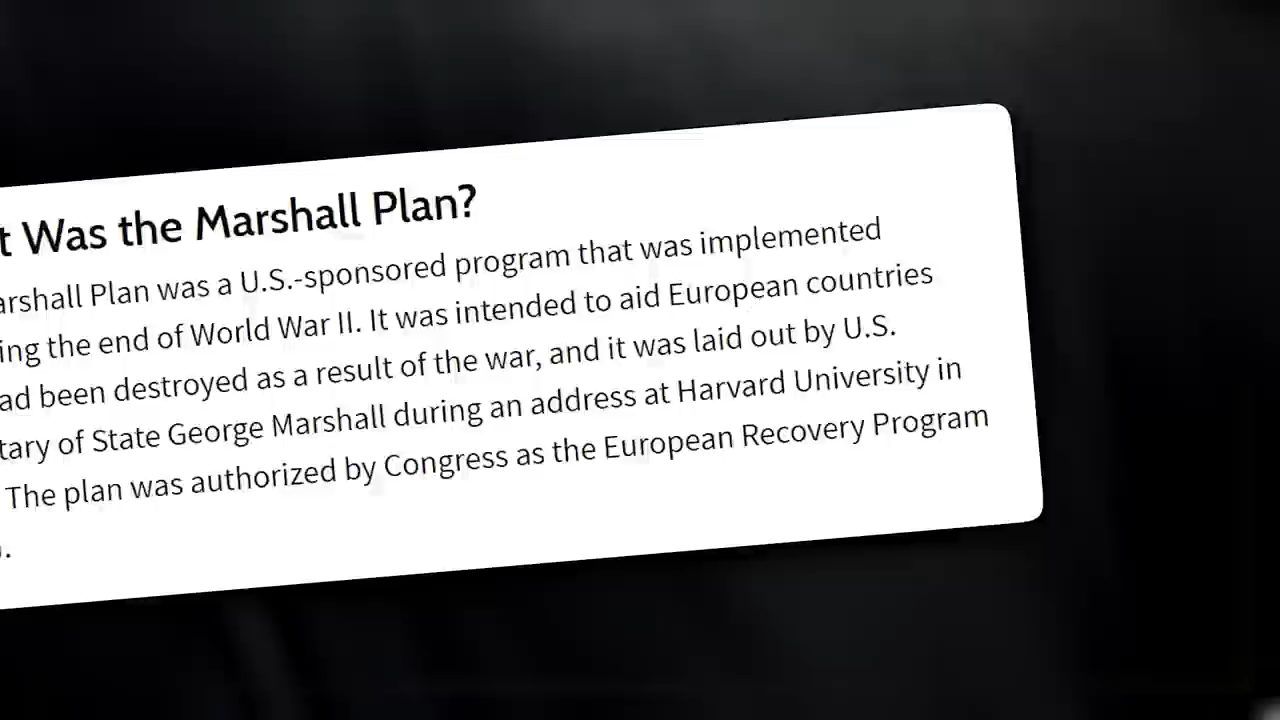 t Was the Marshall Plan?
arshall Plan was a U.S.-sponsored program that was implemented
ing the end of World War II. It was intended to aid European countries
ad been destroyed as a result of the war, and it was laid out by U.S.
tary of State George Marshall during an address at Harvard University in
The plan was authorized by Congress as the European Recovery Program
).